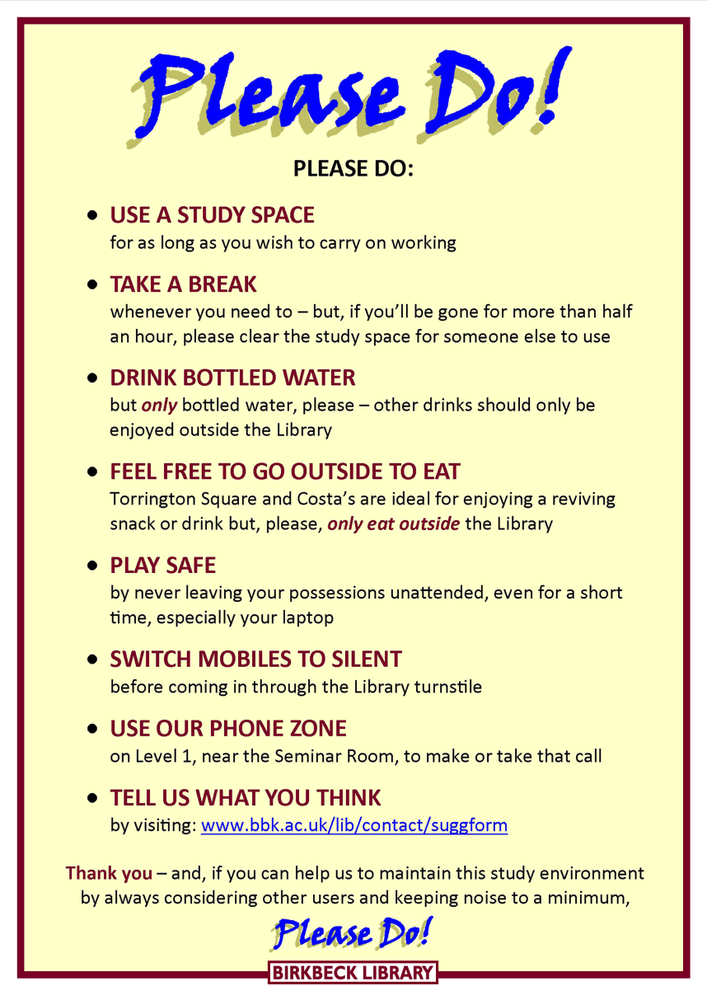 Please Do!
PLEASE DO:
• USE A STUDY SPACE
for as long as you wish to carry on working
• TAKE A BREAK
whenever you need to – but, if you’ll be gone for more than half
an hour, please clear the study space for someone else to use
• DRINK BOTTLED WATER
but only bottled water, please – other drinks should only be
enjoyed outside the Library
• FEEL FREE TO GO OUTSIDE TO EAT
Torrington Square and Costa’s are ideal for enjoying a reviving
snack or drink but, please, only eat outside the Library
• PLAY SAFE
by never leaving your possessions unattended, even for a short
time, especially your laptop
• SWITCH MOBILES TO SILENT
before coming in through the Library turnstile
• USE OUR PHONE ZONE
on Level 1, near the Seminar Room, to make or take that call
• TELL US WHAT YOU THINK
by visiting: www.bbk.ac.uk/lib/contact/suggform
Thank you – and, if you can help us to maintain this study environment
by always considering other users and keeping noise to a minimum,
Please Do!
BIRKBECK LIBRARY